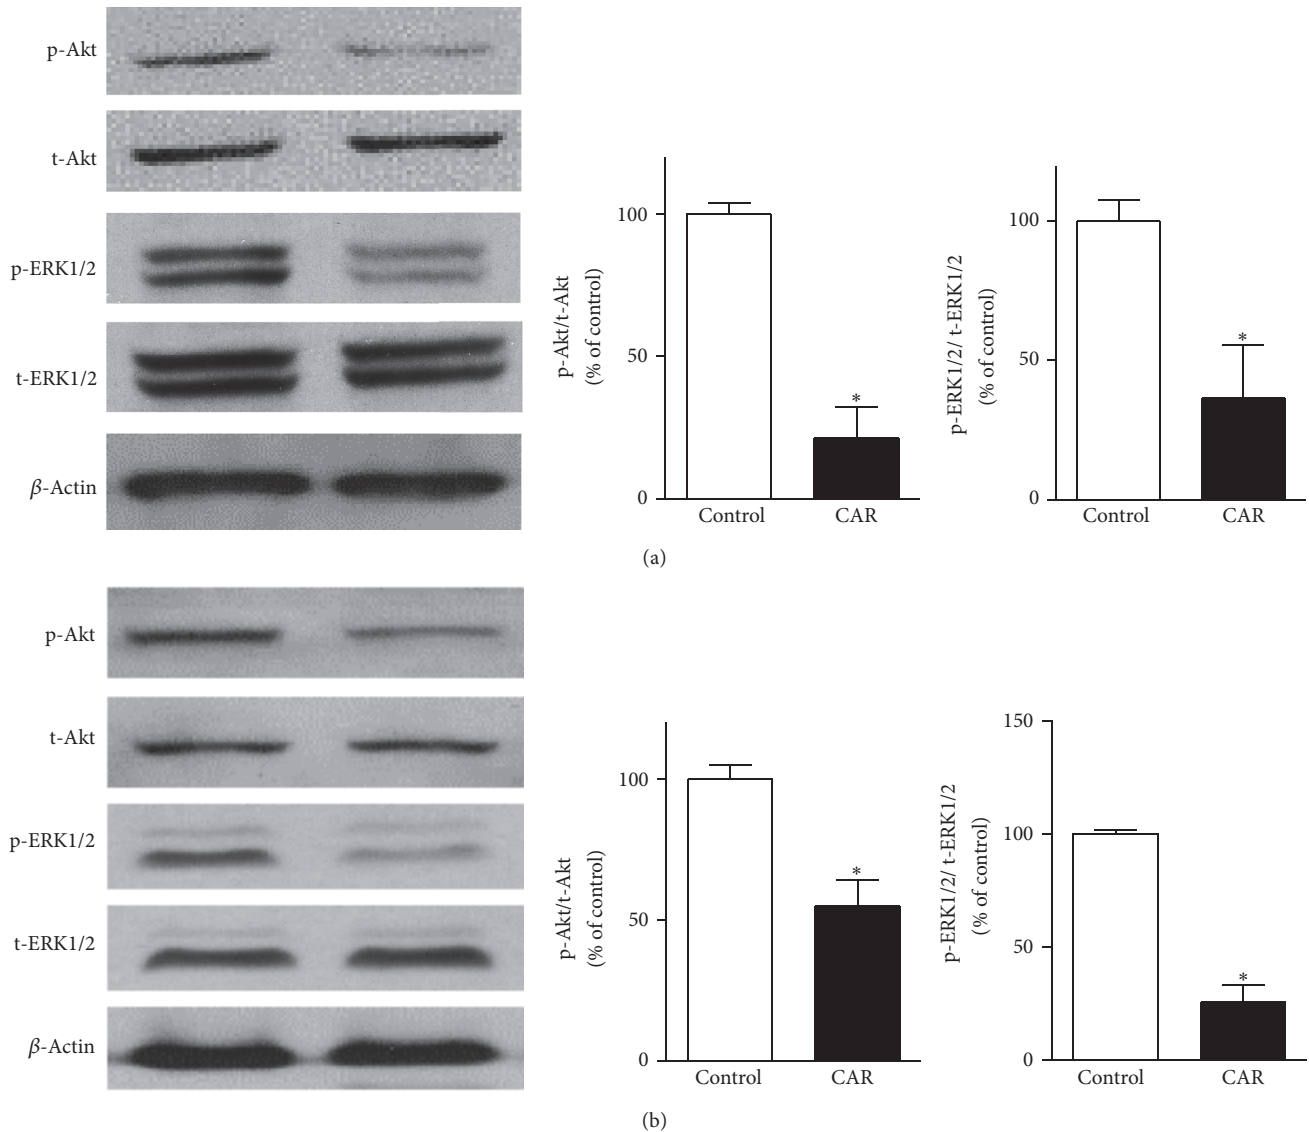 p-Akt
t-Akt
p-ERK1/2
t-ERK1/2
β-Actin
p-Akt/t-Akt
(% of control)
100
50
0
*
Control CAR
p-ERK1/2/ t-ERK1/2
(% of control)
100
50
0
*
Control CAR
(a)
p-Akt
t-Akt
p-ERK1/2
t-ERK1/2
β-Actin
p-Akt/t-Akt
(% of control)
100
50
0
*
Control CAR
p-ERK1/2/ t-ERK1/2
(% of control)
150
100
50
0
*
Control CAR
(b)